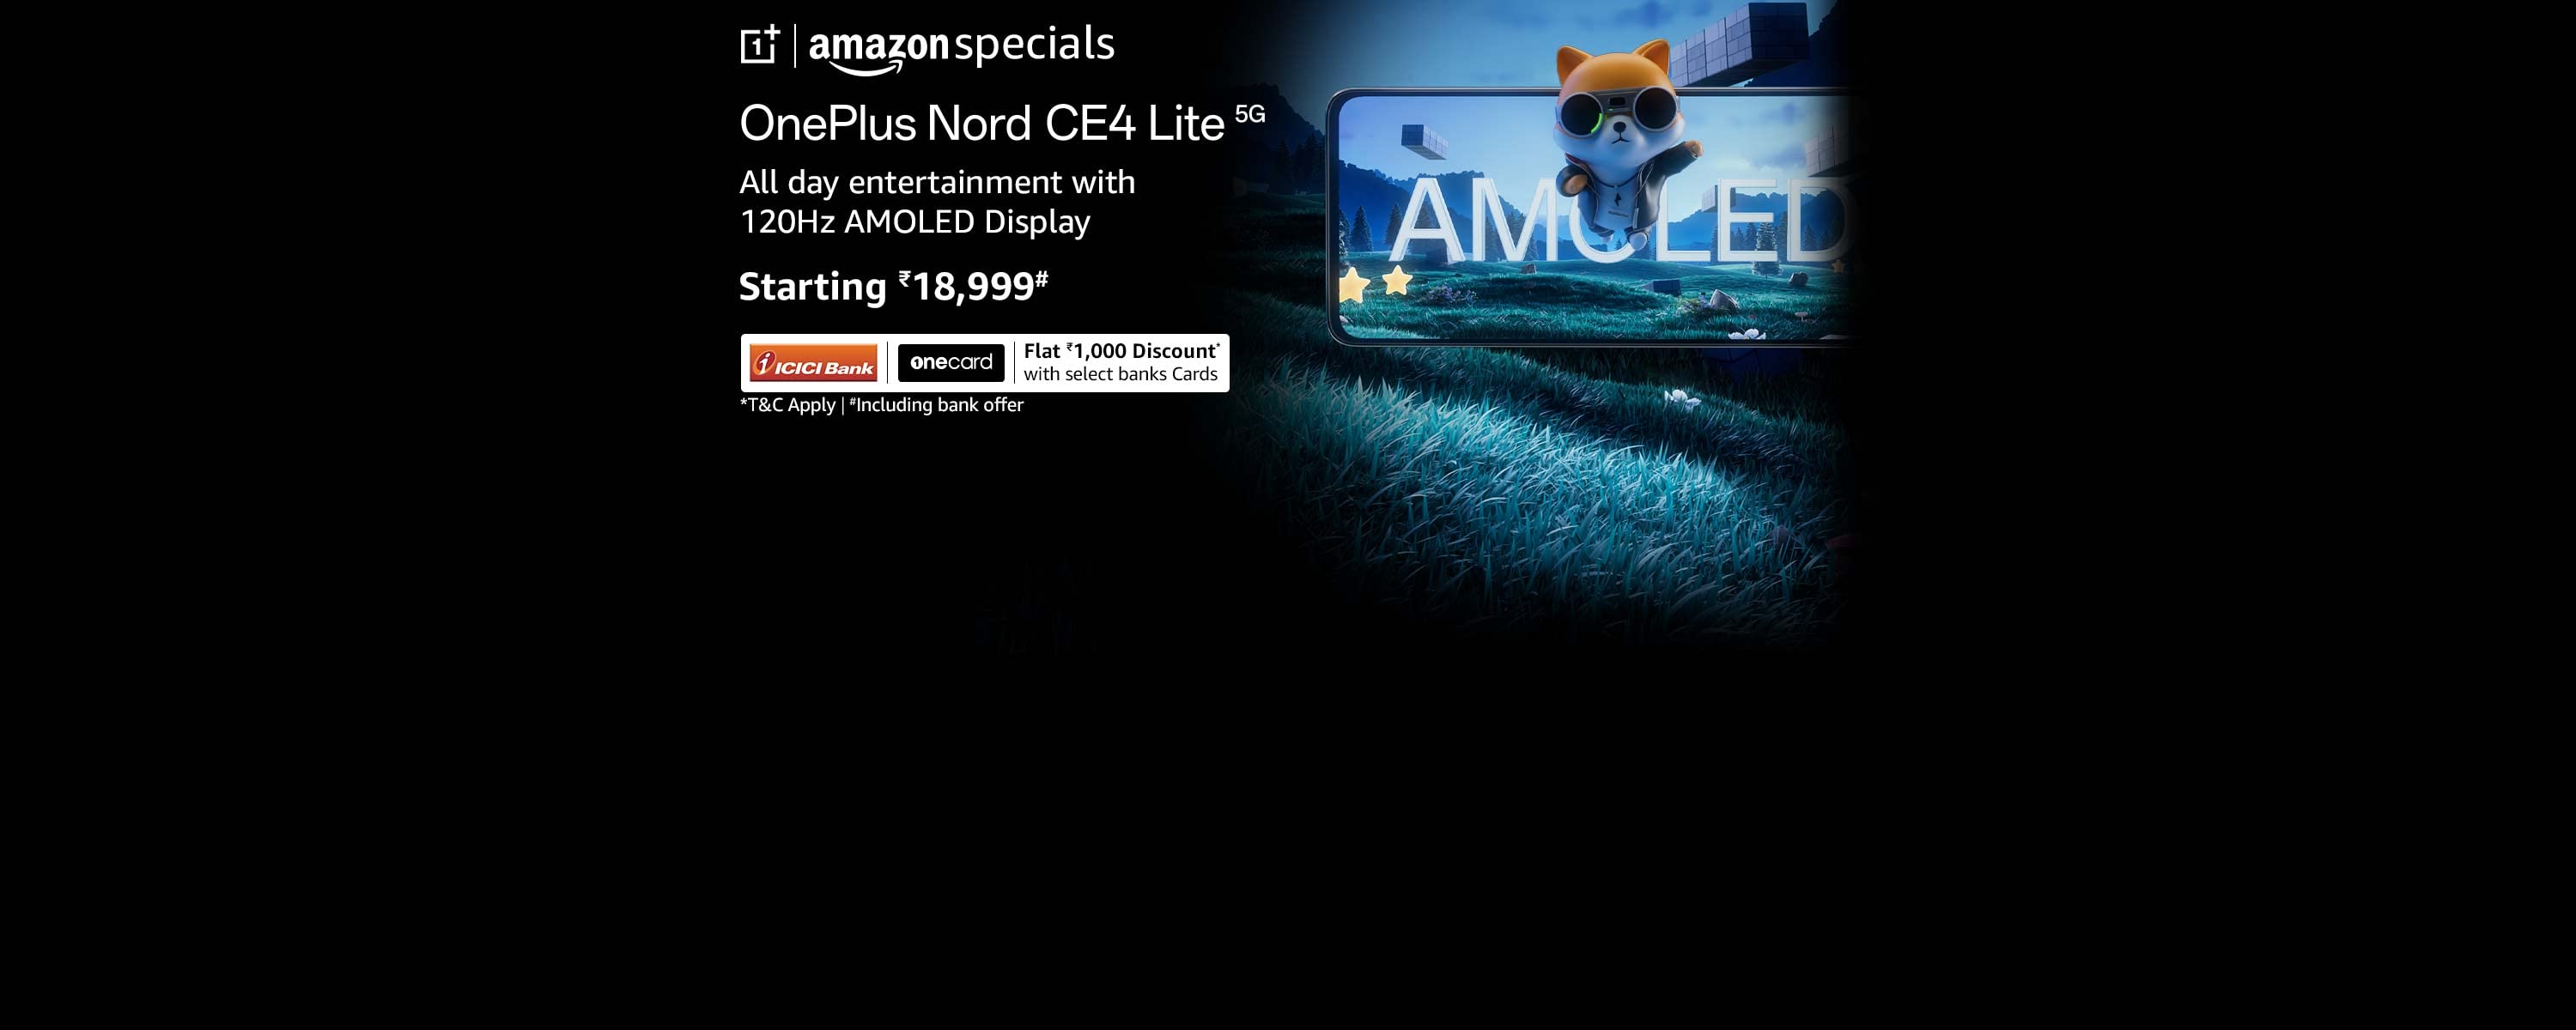 1+ | amazon specials
OnePlus Nord CE4 Lite 5G
All day entertainment with
120Hz AMOLED Display
Starting ₹18,999#
i ICICI Bank | onecard | Flat ₹1,000 Discount*
with select banks Cards
*T&C Apply | #Including bank offer
AMOLED